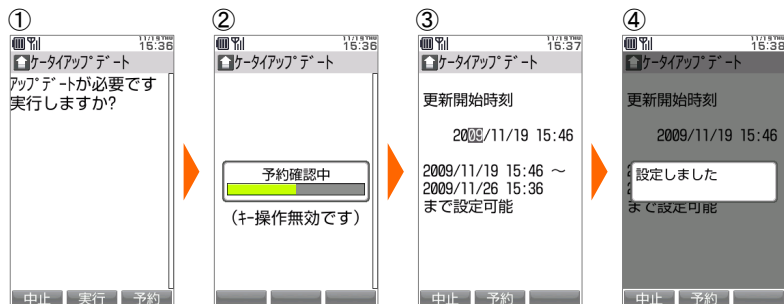 ①
11/19 THU
15:36
ケータイアップデート
アップデートが必要です
実行しますか?
中止 実行 予約
②
11/19 THU
15:36
ケータイアップデート
予約確認中
(キー操作無効です)
③
11/19 THU
15:37
ケータイアップデート
更新開始時刻
2009/11/19 15:46
2009/11/19 15:46 ~
2009/11/26 15:36
まで設定可能
中止 予約
④
11/19 THU
15:38
ケータイアップデート
更新開始時刻
2009/11/19 15:46
設定しました
まで設定可能
中止 予約